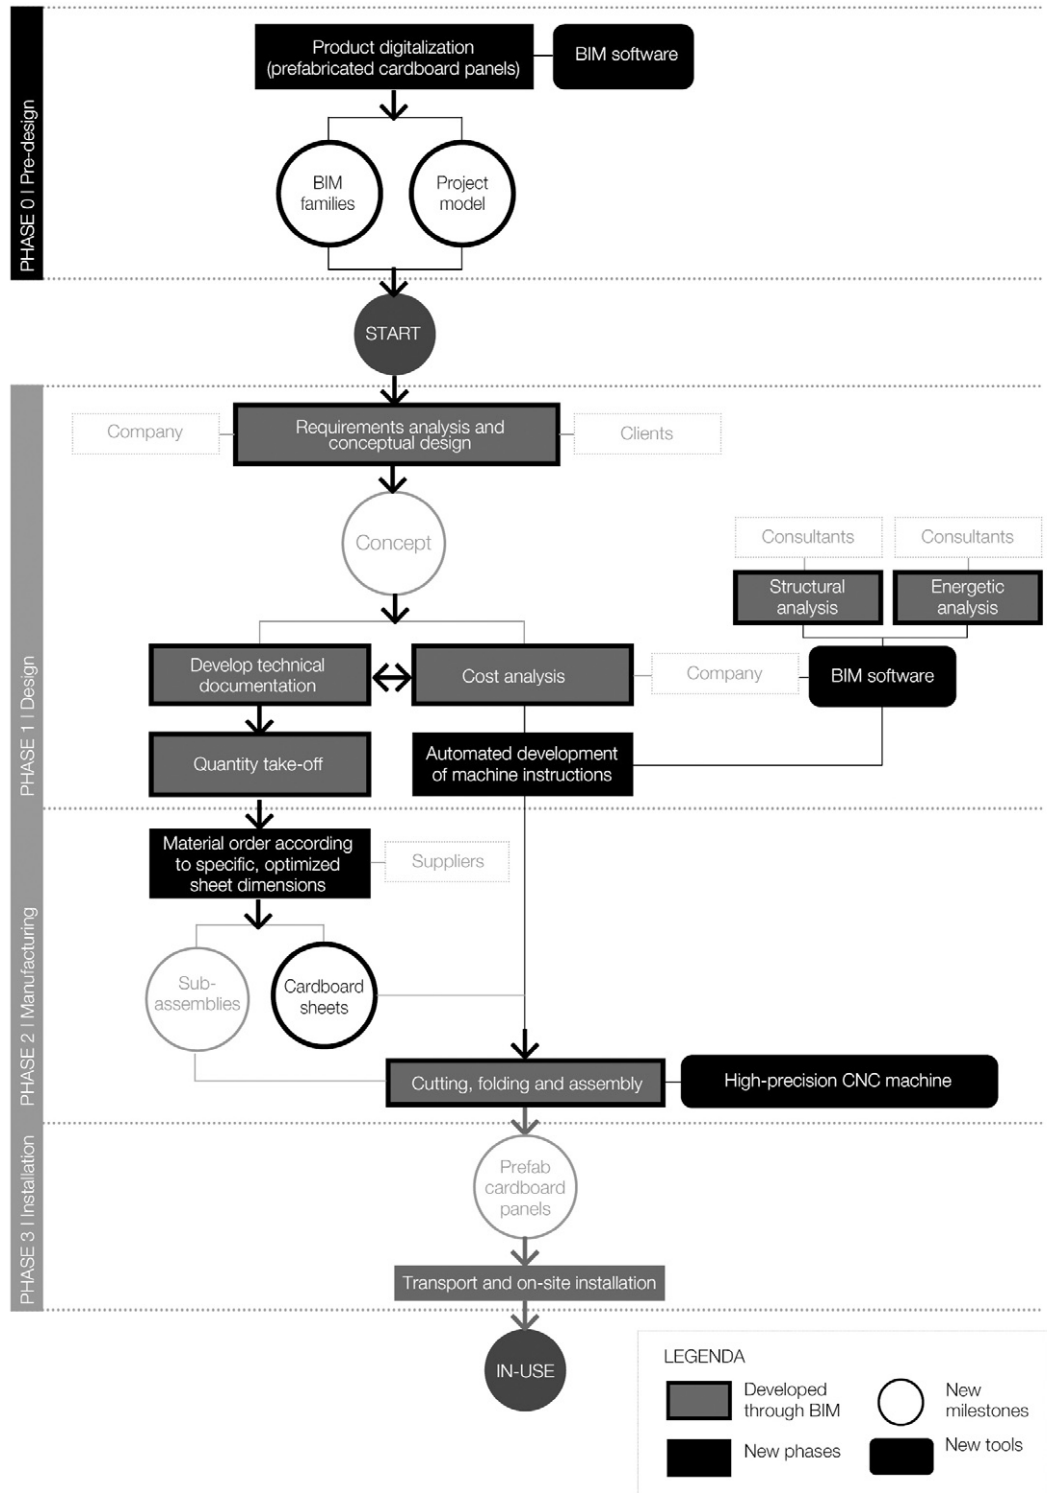 PHASE 0 | Pre-design
Product digitalization
(prefabricated cardboard panels)
BIM software
BIM
families
Project
model
START
PHASE 1 | Design
Requirements analysis and
conceptual design
Company
Clients
Concept
Consultants
Consultants
Structural
analysis
Energetic
analysis
Develop technical
documentation
Cost analysis
Company
BIM software
Quantity take-off
Automated development
of machine instructions
PHASE 2 | Manufacturing
Material order according
to specific, optimized
sheet dimensions
Suppliers
Sub-
assemblies
Cardboard
sheets
Cutting, folding and assembly
High-precision CNC machine
PHASE 3 | Installation
Prefab
cardboard
panels
Transport and on-site installation
IN-USE
LEGENDA
Developed
through BIM
New
milestones
New phases
New tools